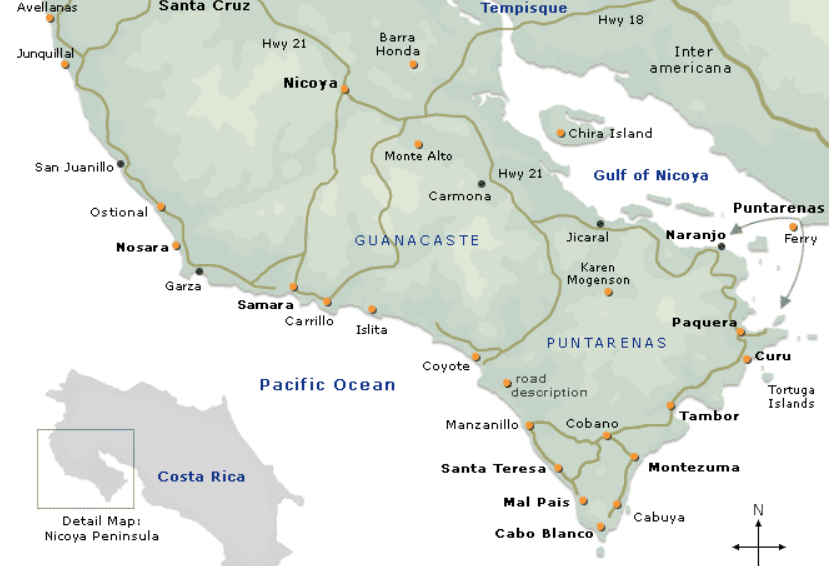 Avellanas
Santa Cruz
Tempisque
Hwy 18
Hwy 21
Barra
Honda
Inter
americana
Junquillal
Nicoya
Chira Island
Monte Alto
San Juanillo
Hwy 21
Gulf of Nicoya
Carmona
Ostional
Puntarenas
Jicaral
Naranjo
Ferry
Nosara
GUANACASTE
Karen
Mogenson
Garza
Samara
Carrillo
Islita
Paquera
PUNTARENAS
Curu
Coyote
Pacific Ocean
road
description
Tortuga
Islands
Tambor
Manzanillo
Cobano
Santa Teresa
Montezuma
Costa Rica
Mal Pais
Cabuya
N
Detail Map:
Nicoya Peninsula
Cabo Blanco